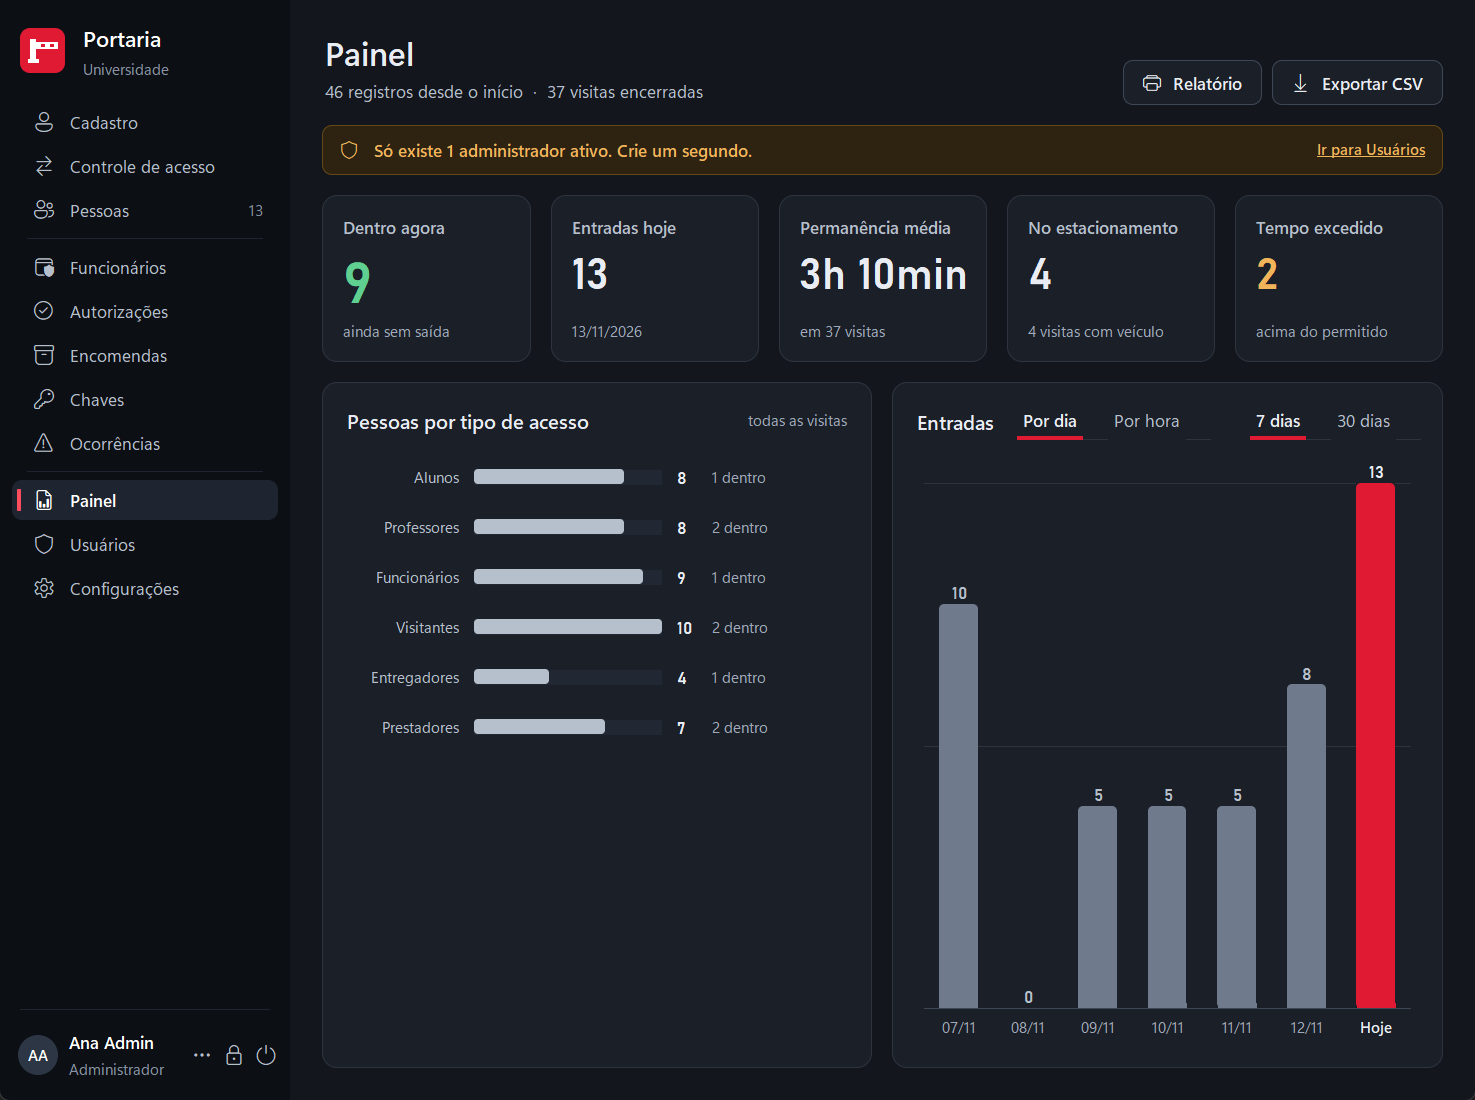 Portaria
Universidade
Cadastro
Controle de acesso
Pessoas 13
Funcionários
Autorizações
Encomendas
Chaves
Ocorrências
Painel
Usuários
Configurações
AA
Ana Admin
Administrador
Painel
46 registros desde o início · 37 visitas encerradas
Relatório
Exportar CSV
Só existe 1 administrador ativo. Crie um segundo.
Ir para Usuários
Dentro agora
9
ainda sem saída
Entradas hoje
13
13/11/2026
Permanência média
3h 10min
em 37 visitas
No estacionamento
4
4 visitas com veículo
Tempo excedido
2
acima do permitido
Pessoas por tipo de acesso
todas as visitas
Alunos 8 1 dentro
Professores 8 2 dentro
Funcionários 9 1 dentro
Visitantes 10 2 dentro
Entregadores 4 1 dentro
Prestadores 7 2 dentro
Entradas
Por dia
Por hora
7 dias
30 dias
10
0
5
5
5
8
13
07/11
08/11
09/11
10/11
11/11
12/11
Hoje